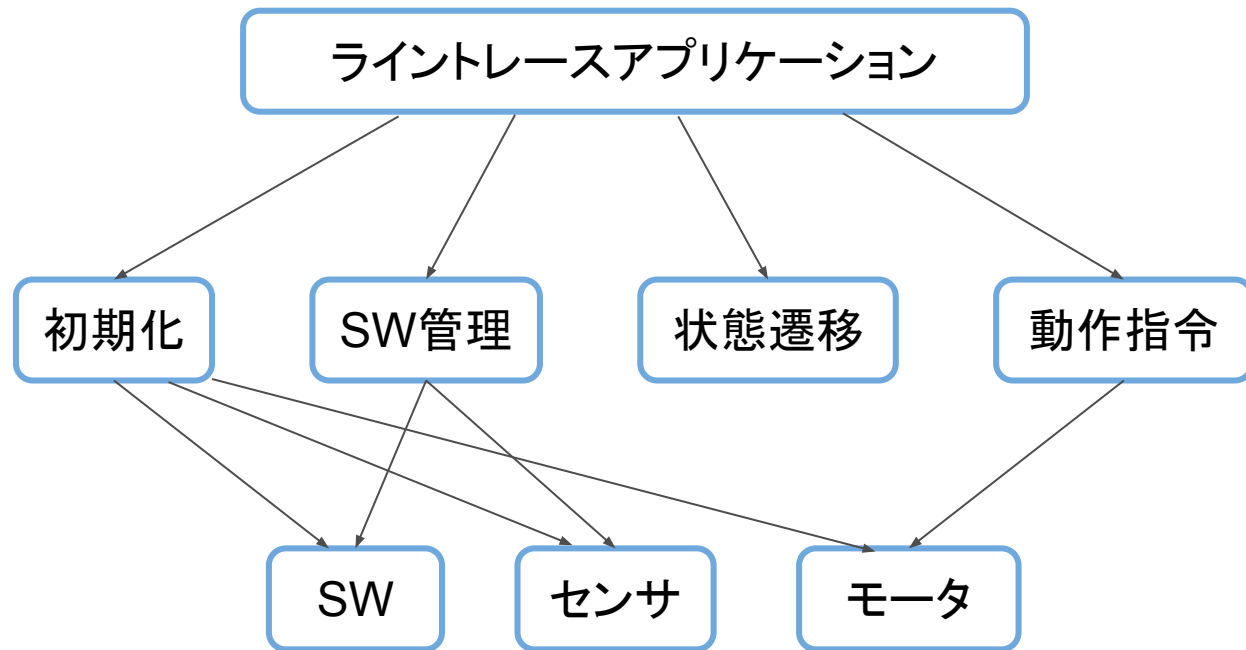 ライントレースアプリケーション
初期化
SW管理
状態遷移
動作指令
SW
センサ
モータ